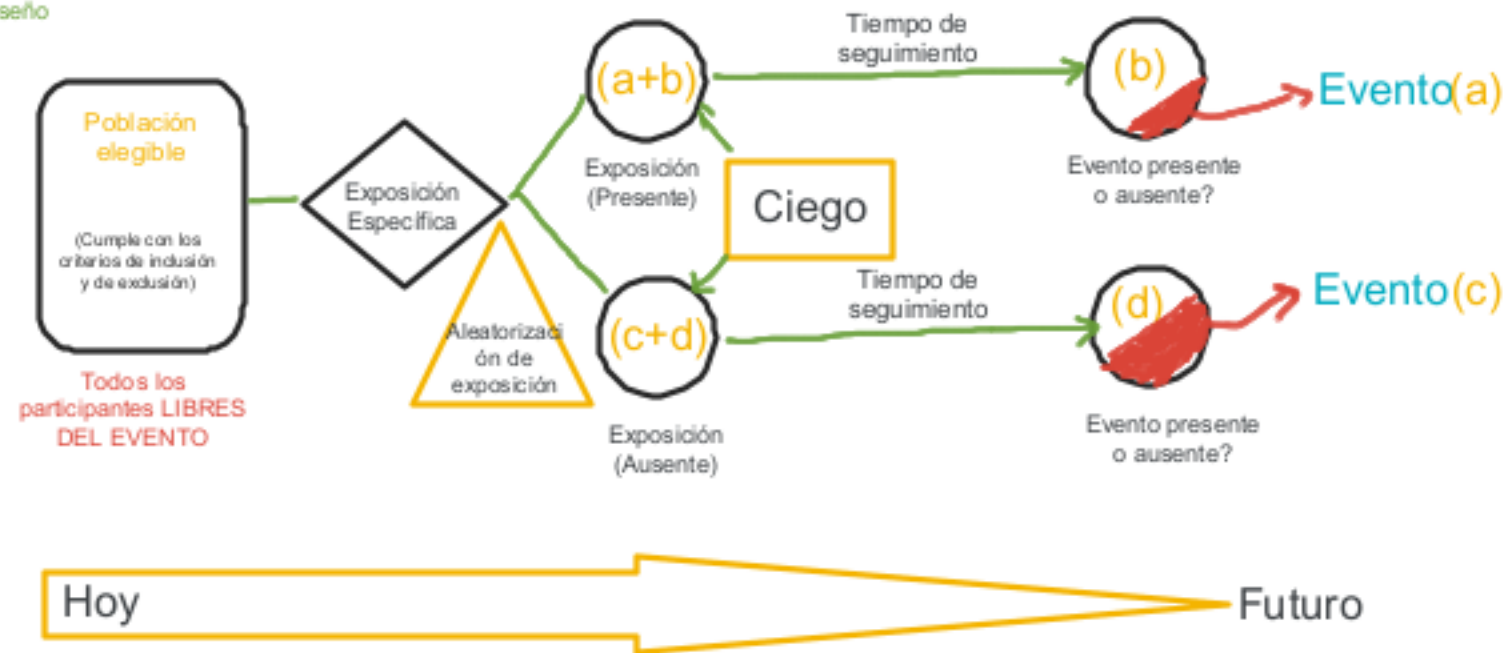 seño
Población
elegible
(Cumple con los
criterios de inclusión
y de exclusión)
Todos los
participantes LIBRES
DEL EVENTO
Exposición
Específica
Aleatorizaci
ón de
exposición
(a+b)
Exposición
(Presente)
Ciego
(c+d)
Exposición
(Ausente)
Tiempo de
seguimiento
(b)
Evento(a)
Evento presente
o ausente?
Tiempo de
seguimiento
(d)
Evento(c)
Evento presente
o ausente?
Hoy
Futuro